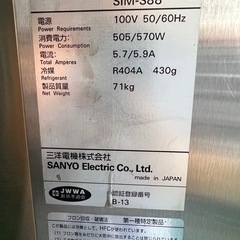 SIM-S88
電源 100V 50/60Hz
Power Requirements
消費電力 505/570W
Power Consumption
電流 5.7/5.9A
Total Amperes
冷媒 R404A 430g
Refrigerant
製品質量 71kg
MADE IN JAPAN
三洋電機株式会社
SANYO Electric Co., Ltd.
JWWA
認証登録番号
B-13
フロン回収・破壊法 第一種特定製品